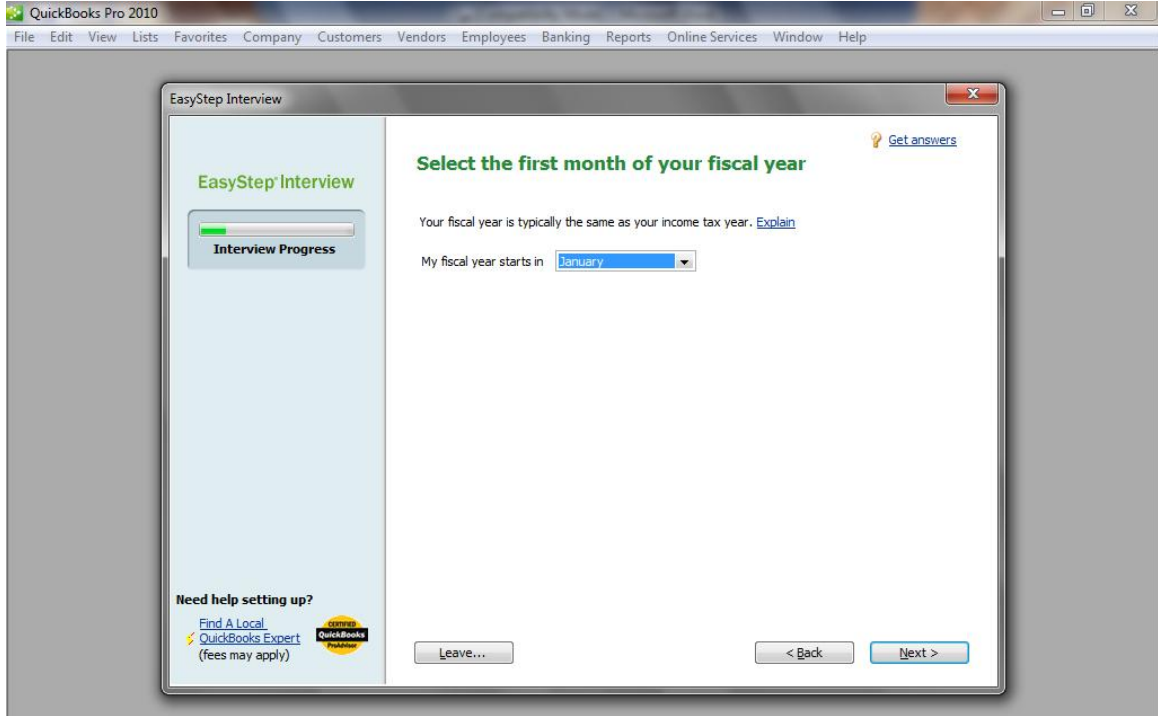 QuickBooks Pro 2010
File Edit View Lists Favorites Company Customers Vendors Employees Banking Reports Online Services Window Help
EasyStep Interview
Get answers
Select the first month of your fiscal year
EasyStep Interview
Your fiscal year is typically the same as your income tax year. Explain
Interview Progress
My fiscal year starts in January
Need help setting up?
Find A Local
QuickBooks Expert
(fees may apply)
CERTIFIED
QuickBooks
ProAdvisor
Leave...
< Back
Next >